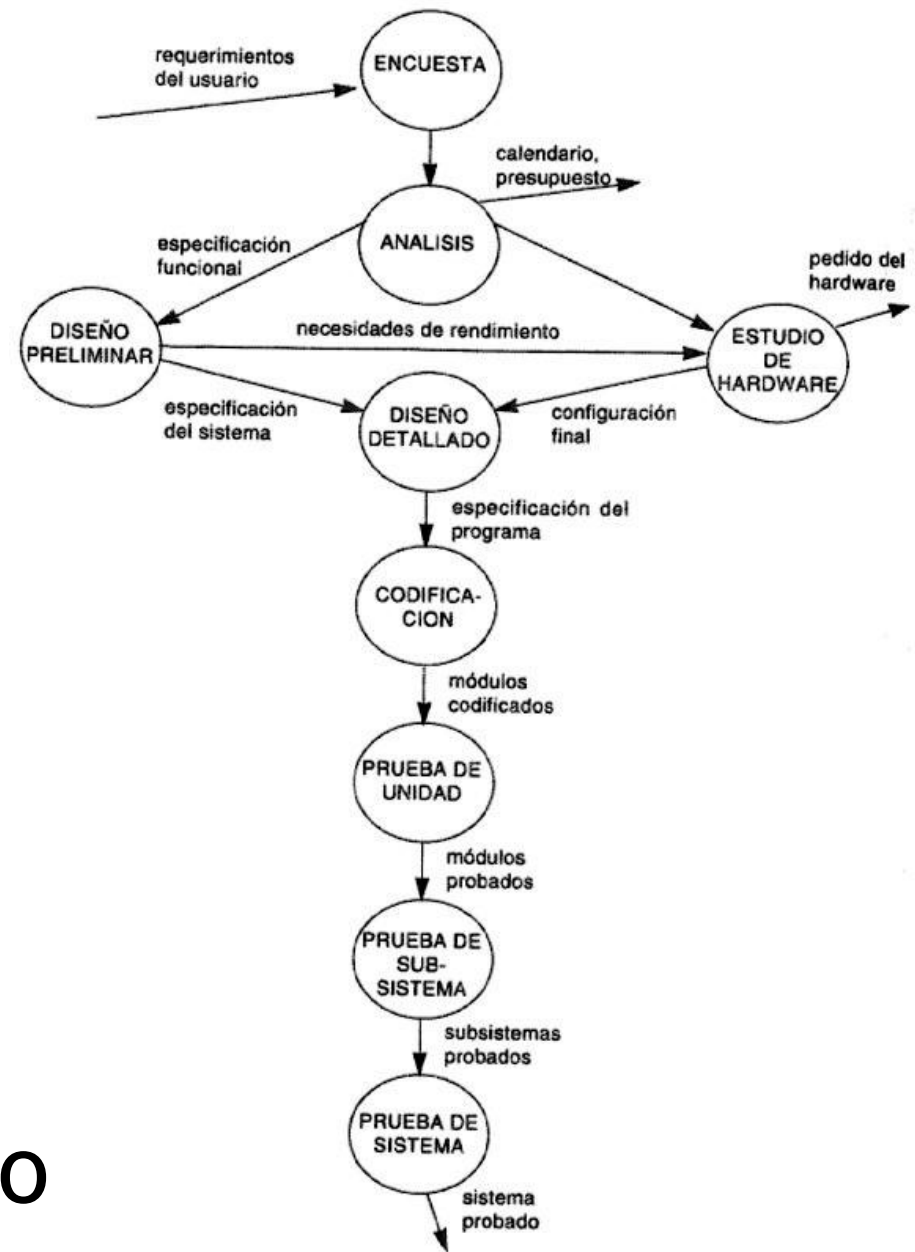 requerimientos
del usuario
ENCUESTA
calendario,
presupuesto
ANALISIS
especificación
funcional
pedido del
hardware
DISEÑO
PRELIMINAR
necesidades de rendimiento
ESTUDIO
DE
HARDWARE
especificación
del sistema
DISEÑO
DETALLADO
configuración
final
especificación del
programa
CODIFICA-
CION
módulos
codificados
PRUEBA DE
UNIDAD
módulos
probados
PRUEBA DE
SUB-
SISTEMA
subsistemas
probados
PRUEBA DE
SISTEMA
sistema
probado
o